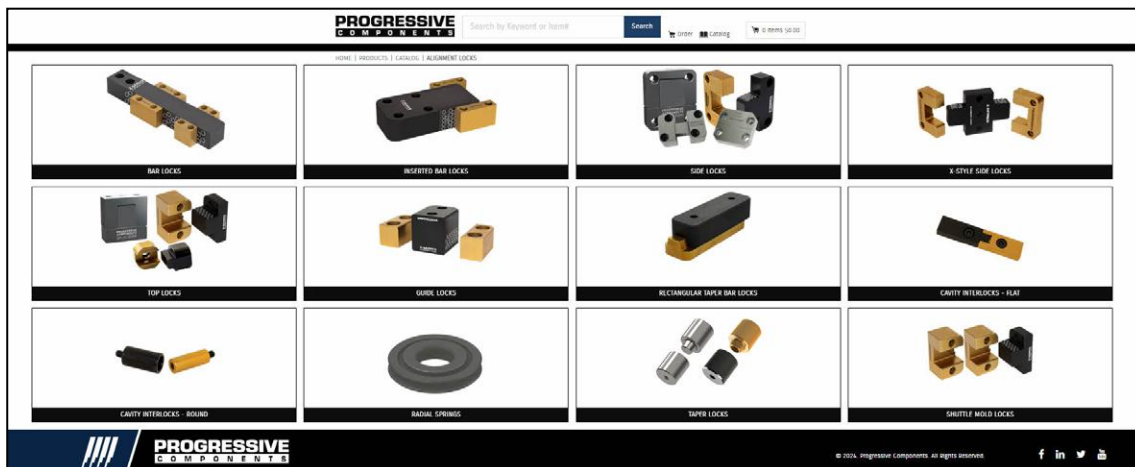 PROGRESSIVE
COMPONENTS
Search by Keyword or Item#
Search
Order
Catalog
0 items $0.00
HOME | PRODUCTS | CATALOG | ALIGNMENT LOCKS
BAR LOCKS
INSERTED BAR LOCKS
SIDE LOCKS
X-STYLE SIDE LOCKS
TOP LOCKS
GUIDE LOCKS
RECTANGULAR TAPER BAR LOCKS
CAVITY INTERLOCKS - FLAT
CAVITY INTERLOCKS - ROUND
RADIAL SPRINGS
TAPER LOCKS
SHUTTLE MOLD LOCKS
PROGRESSIVE
COMPONENTS
© 2024, Progressive Components. All Rights Reserved.